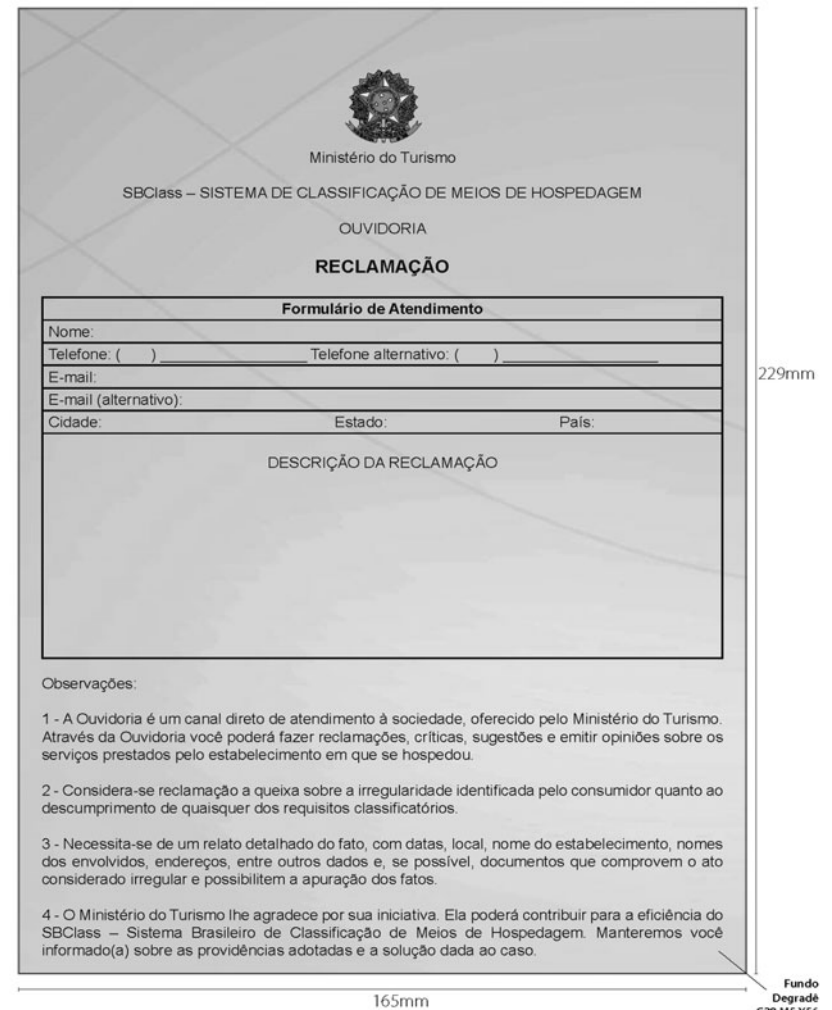 Ministério do Turismo
SBClass – SISTEMA DE CLASSIFICAÇÃO DE MEIOS DE HOSPEDAGEM
OUVIDORIA
RECLAMAÇÃO
Formulário de Atendimento
Nome:
Telefone: ( ) ____________________ Telefone alternativo: ( ) _____________________
E-mail:
E-mail (alternativo):
Cidade: Estado: País:
DESCRIÇÃO DA RECLAMAÇÃO
229mm
Observações:
1 - A Ouvidoria é um canal direto de atendimento à sociedade, oferecido pelo Ministério do Turismo.
Através da Ouvidoria você poderá fazer reclamações, críticas, sugestões e emitir opiniões sobre os
serviços prestados pelo estabelecimento em que se hospedou.
2 - Considera-se reclamação a queixa sobre a irregularidade identificada pelo consumidor quanto ao
descumprimento de quaisquer dos requisitos classificatórios.
3 - Necessita-se de um relato detalhado do fato, com datas, local, nome do estabelecimento, nomes
dos envolvidos, endereços, entre outros dados e, se possível, documentos que comprovem o ato
considerado irregular e possibilitem a apuração dos fatos.
4 - O Ministério do Turismo lhe agradece por sua iniciativa. Ela poderá contribuir para a eficiência do
SBClass – Sistema Brasileiro de Classificação de Meios de Hospedagem. Manteremos você
informado(a) sobre as providências adotadas e a solução dada ao caso.
165mm
Fundo
Degradê